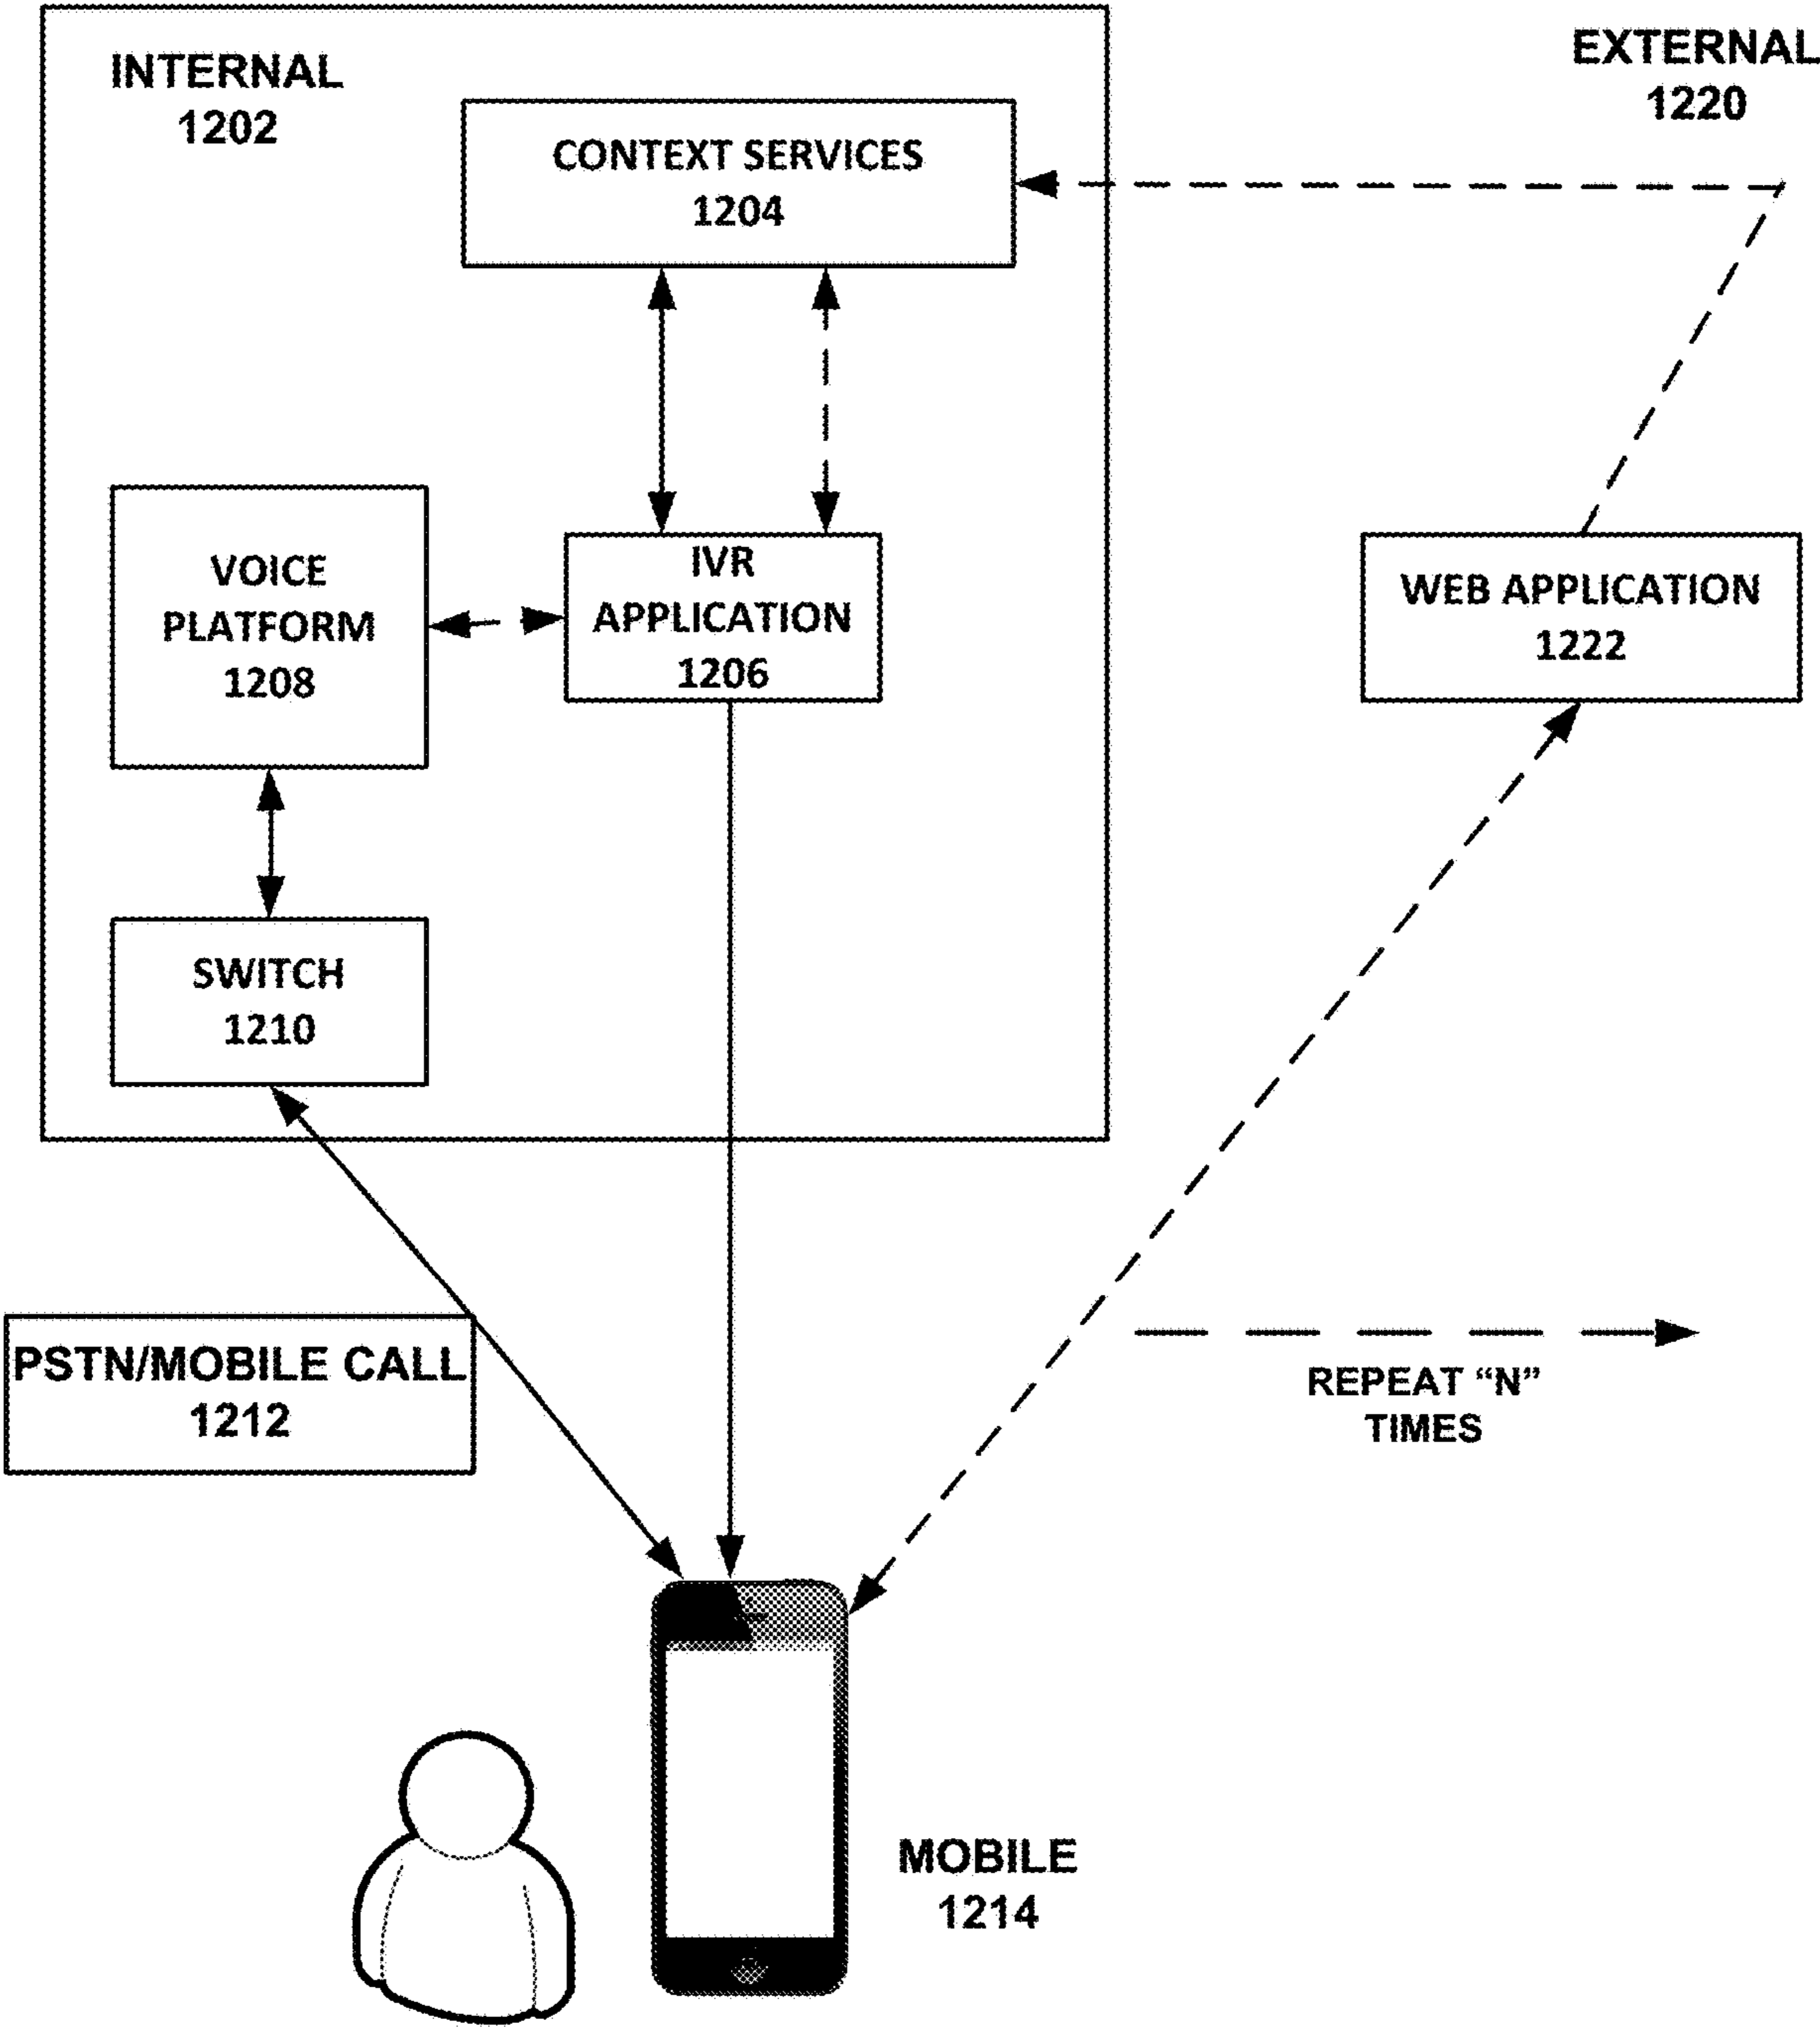 INTERNAL
1202
EXTERNAL
1220
CONTEXT SERVICES
1204
VOICE
PLATFORM
1208
IVR
APPLICATION
1206
WEB APPLICATION
1222
SWITCH
1210
PSTN/MOBILE CALL
1212
REPEAT “N”
TIMES
MOBILE
1214